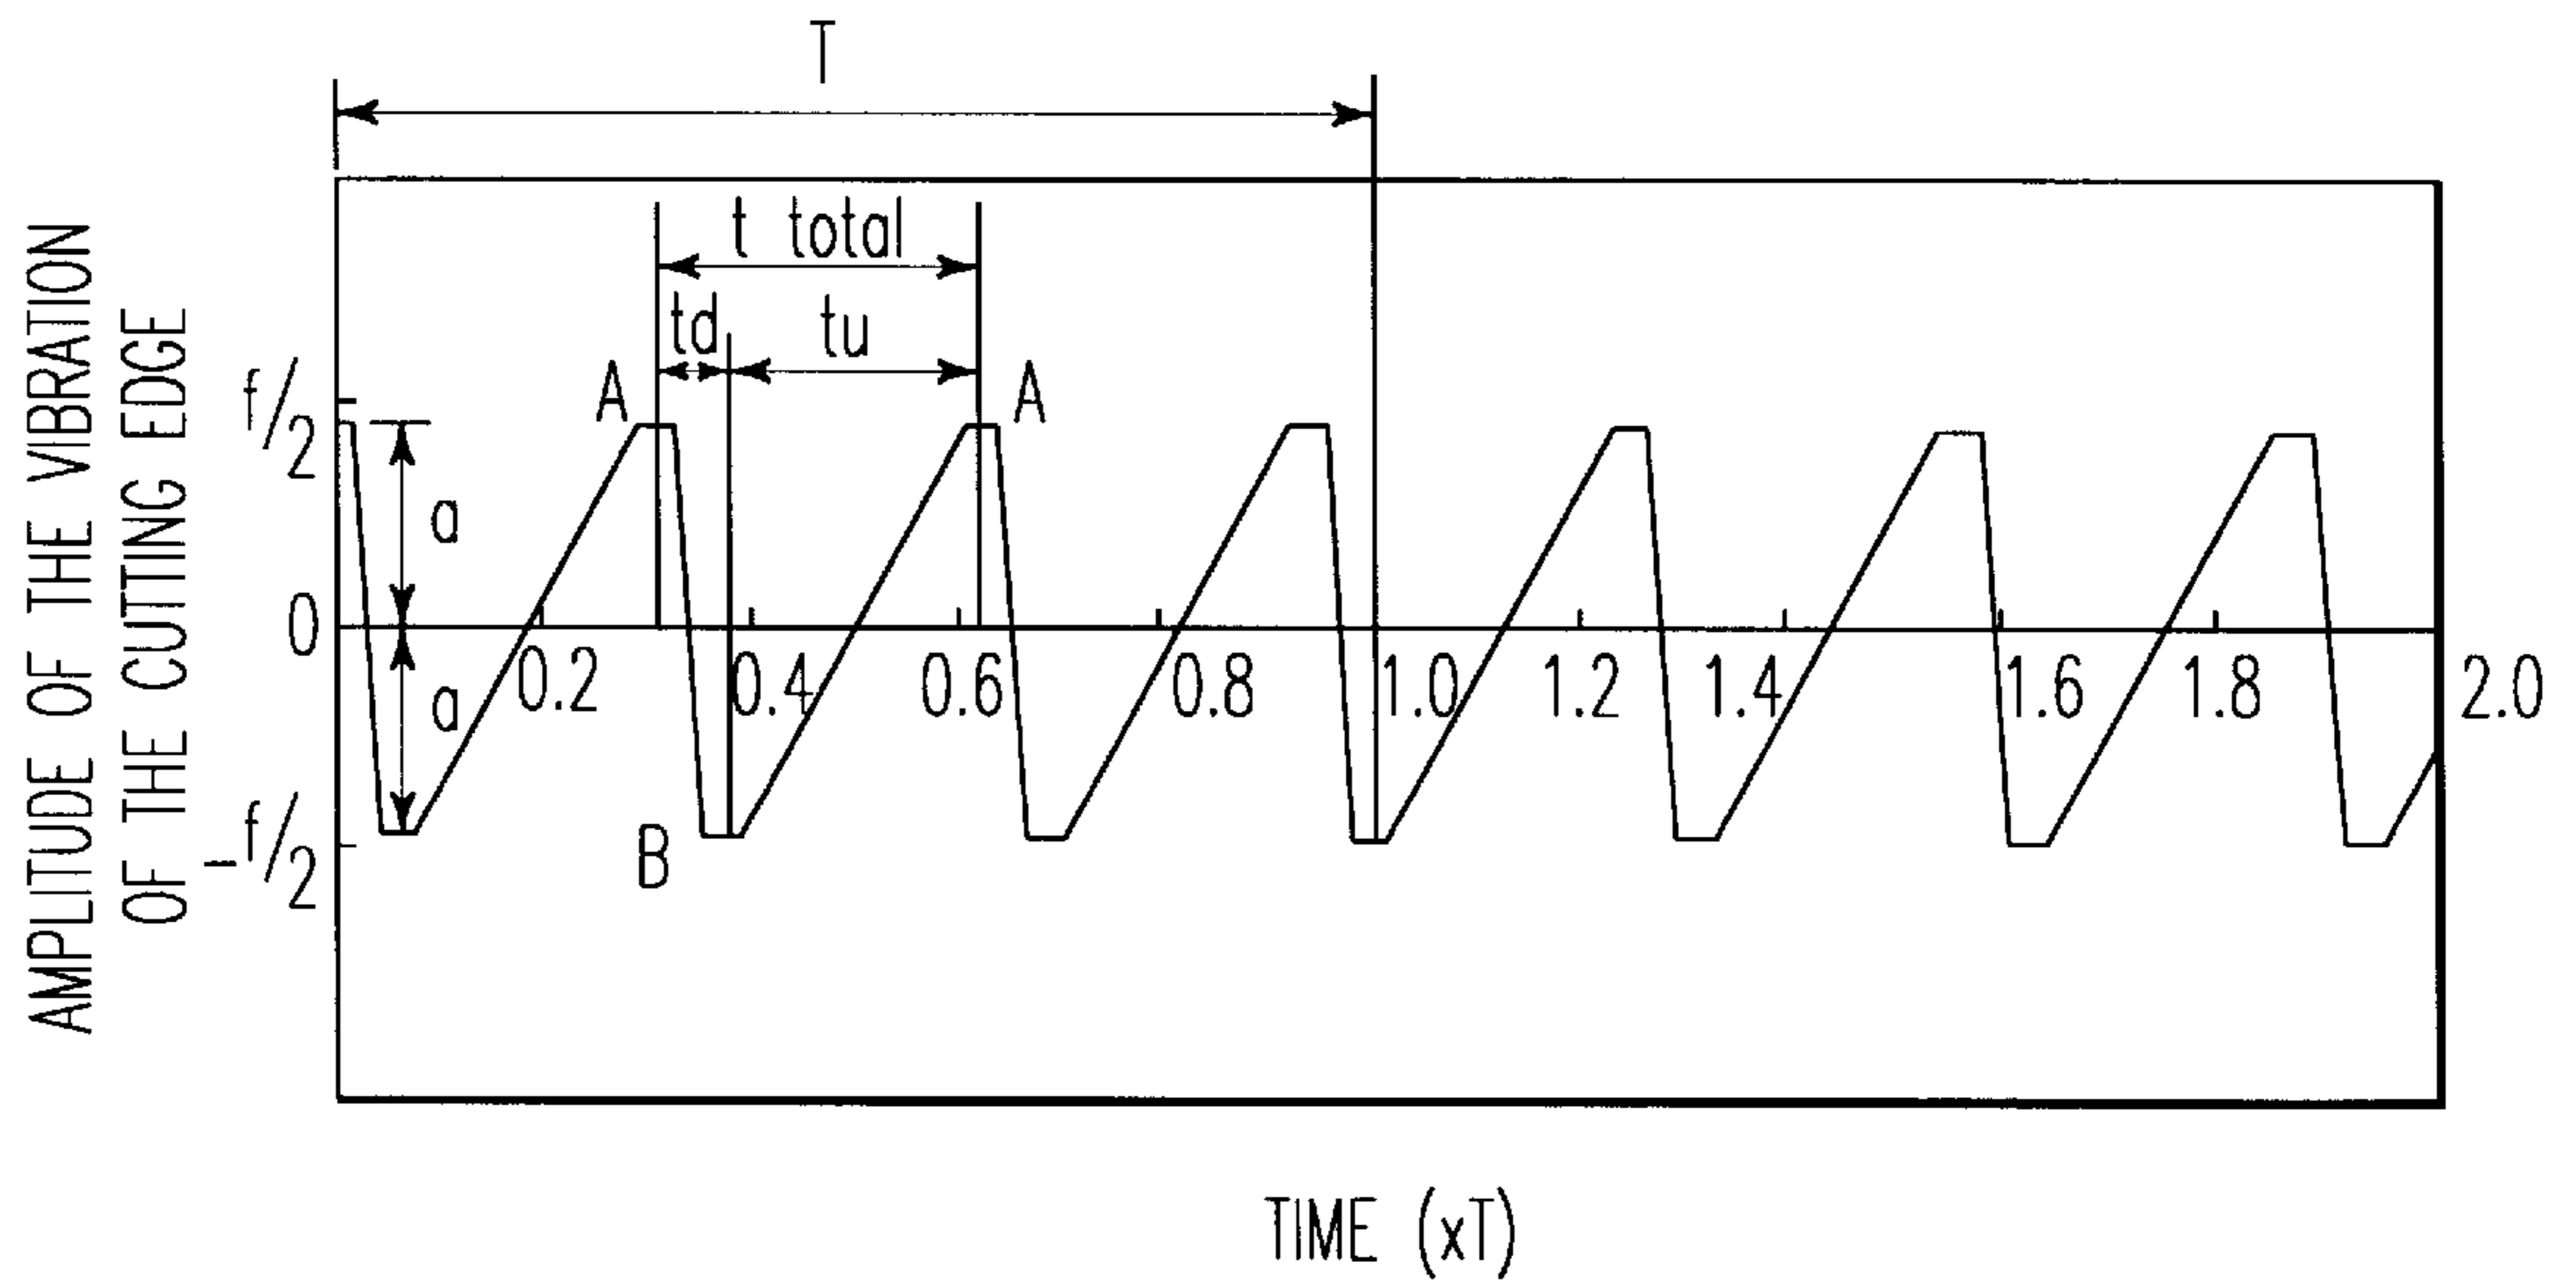 T
t total
td
tu
A
A
f/2
a
0
a
-f/2
B
0.2
0.4
0.6
0.8
1.0
1.2
1.4
1.6
1.8
2.0
AMPLITUDE OF THE VIBRATION
OF THE CUTTING EDGE
TIME (xT)